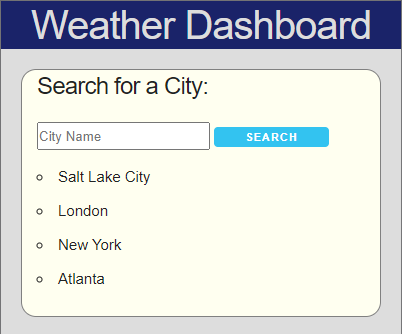 Weather Dashboard
Search for a City:
City Name
SEARCH
Salt Lake City
London
New York
Atlanta